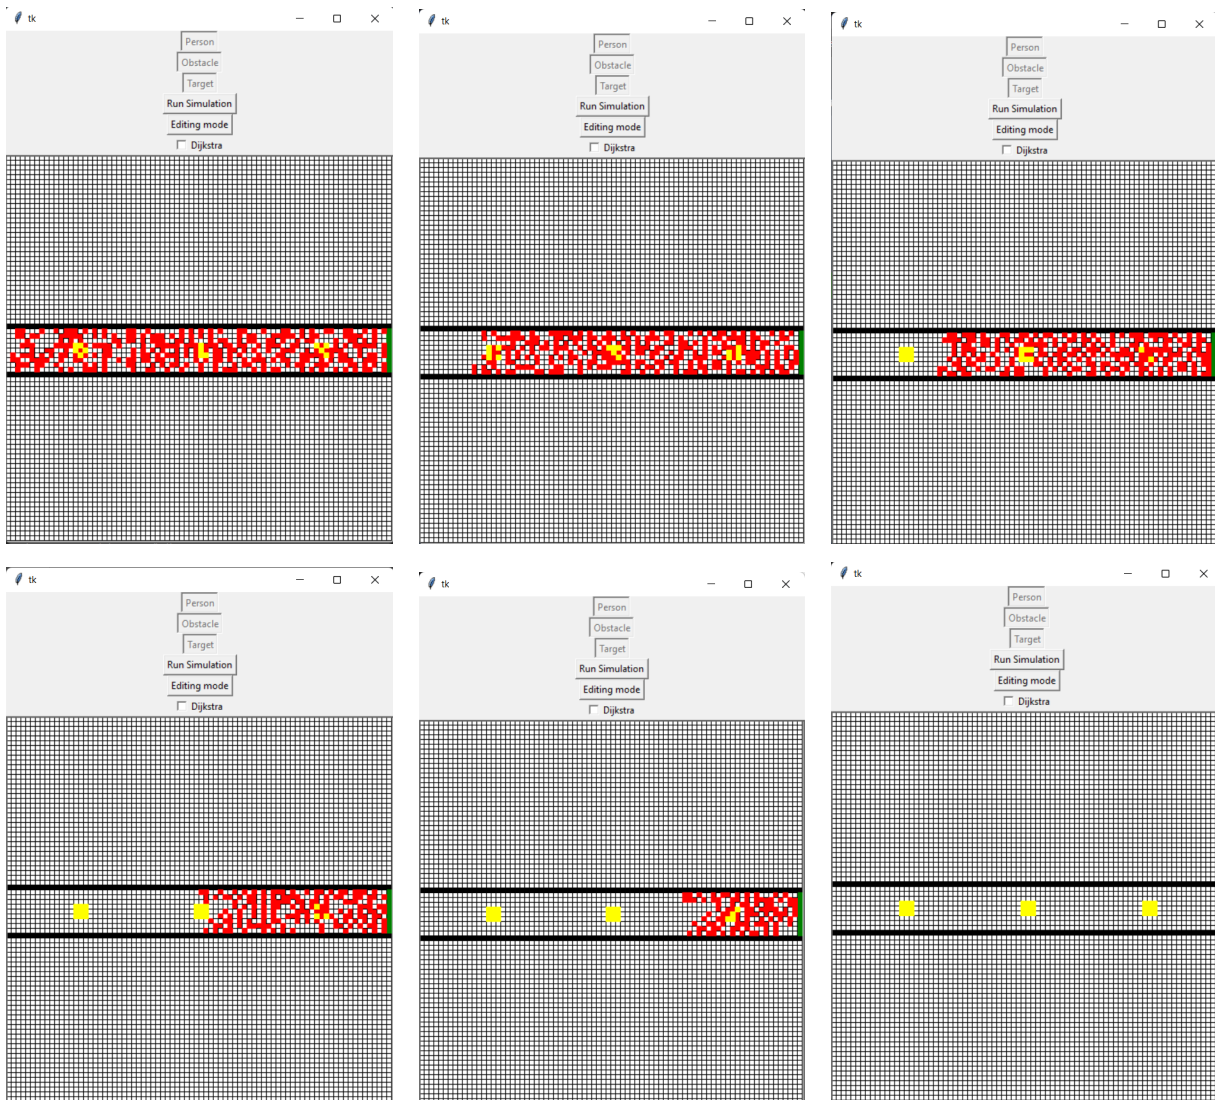 tk
Person
Obstacle
Target
Run Simulation
Editing mode
Dijkstra
tk
Person
Obstacle
Target
Run Simulation
Editing mode
Dijkstra
tk
Person
Obstacle
Target
Run Simulation
Editing mode
Dijkstra
tk
Person
Obstacle
Target
Run Simulation
Editing mode
Dijkstra
tk
Person
Obstacle
Target
Run Simulation
Editing mode
Dijkstra
tk
Person
Obstacle
Target
Run Simulation
Editing mode
Dijkstra